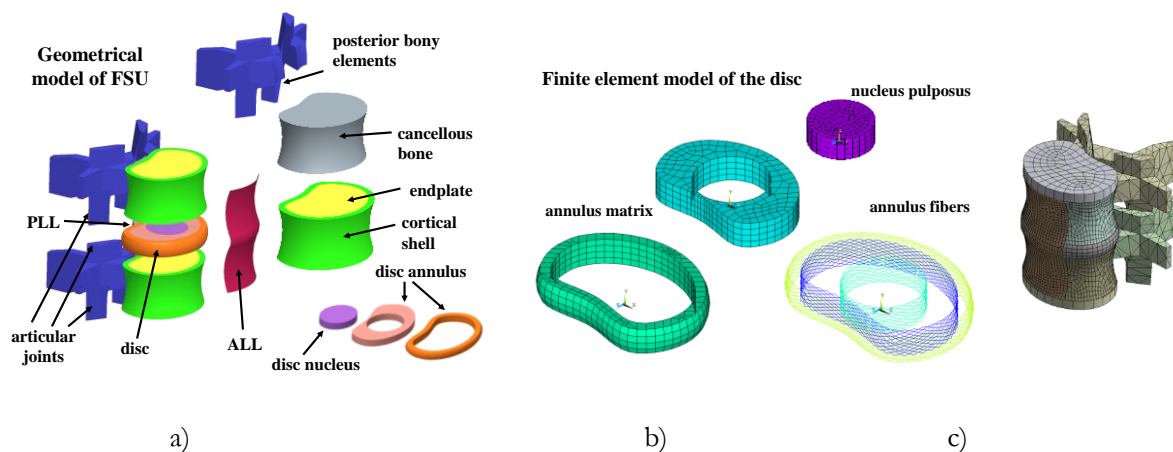 Geometrical
model of FSU
posterior bony
elements
cancellous
bone
endplate
cortical
shell
PLL
disc annulus
articular
joints
disc
ALL
disc nucleus
a)
Finite element model of the disc
nucleus pulposus
annulus matrix
annulus fibers
b)
c)